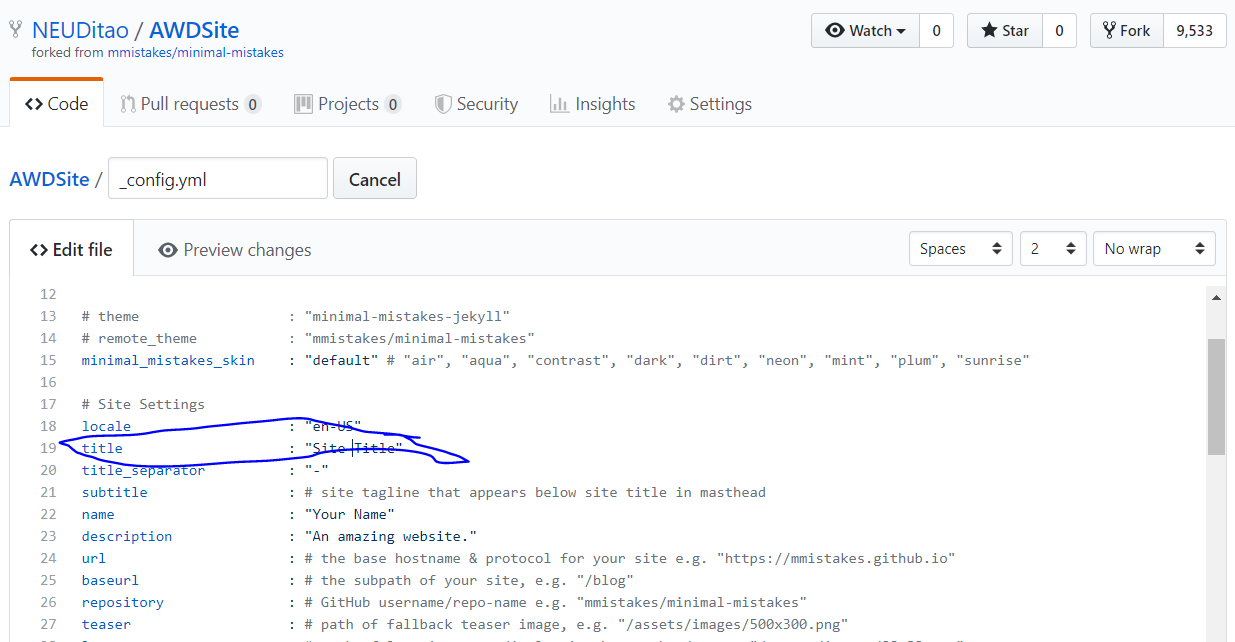 NEUDitao / AWDSite
forked from mmistakes/minimal-mistakes
Watch 0 Star 0 Fork 9,533
Code Pull requests 0 Projects 0 Security Insights Settings
AWDSite / _config.yml Cancel
Edit file Preview changes Spaces 2 No wrap
12
13 # theme : "minimal-mistakes-jekyll"
14 # remote_theme : "mmistakes/minimal-mistakes"
15 minimal_mistakes_skin : "default" # "air", "aqua", "contrast", "dark", "dirt", "neon", "mint", "plum", "sunrise"
16
17 # Site Settings
18 locale : "en-US"
19 title : "Site Title"
20 title_separator : "-"
21 subtitle : # site tagline that appears below site title in masthead
22 name : "Your Name"
23 description : "An amazing website."
24 url : # the base hostname & protocol for your site e.g. "https://mmistakes.github.io"
25 baseurl : # the subpath of your site, e.g. "/blog"
26 repository : # GitHub username/repo-name e.g. "mmistakes/minimal-mistakes"
27 teaser : # path of fallback teaser image, e.g. "/assets/images/500x300.png"